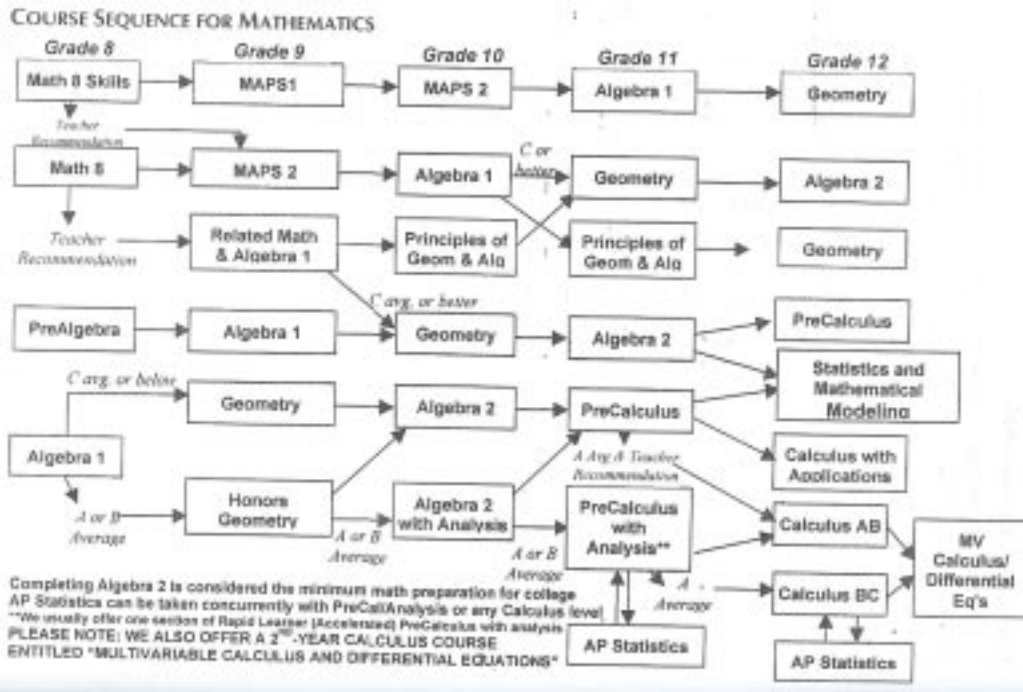 COURSE SEQUENCE FOR MATHEMATICS
Grade 8
Grade 9
Grade 10
Grade 11
Grade 12
Math 8 Skills
MAPS1
MAPS 2
Algebra 1
Geometry
Teacher
Recommendation
Math 8
MAPS 2
Algebra 1
C or
better
Geometry
Algebra 2
Teacher
Recommendation
Related Math
& Algebra 1
Principles of
Geom & Alg
Principles of
Geom & Alg
Geometry
C avg. or better
PreAlgebra
Algebra 1
Geometry
Algebra 2
PreCalculus
Statistics and
Mathematical
Modeling
C avg. or below
Geometry
Algebra 2
PreCalculus
Algebra 1
A Avg & Teacher
Recommendation
Calculus with
Applications
A or B
Average
Honors
Geometry
A or B
Average
Algebra 2
with Analysis
A or B
Average
PreCalculus
with
Analysis**
Calculus AB
MV
Calculus/
Differential
Eq's
A -
Average
Calculus BC
AP Statistics
AP Statistics
Completing Algebra 2 is considered the minimum math preparation for college
AP Statistics can be taken concurrently with PreCal/Analysis or any Calculus level
**We usually offer one section of Rapid Learner (Accelerated) PreCalculus with analysis
PLEASE NOTE: WE ALSO OFFER A 2ND-YEAR CALCULUS COURSE
ENTITLED "MULTIVARIABLE CALCULUS AND DIFFERENTIAL EQUATIONS"